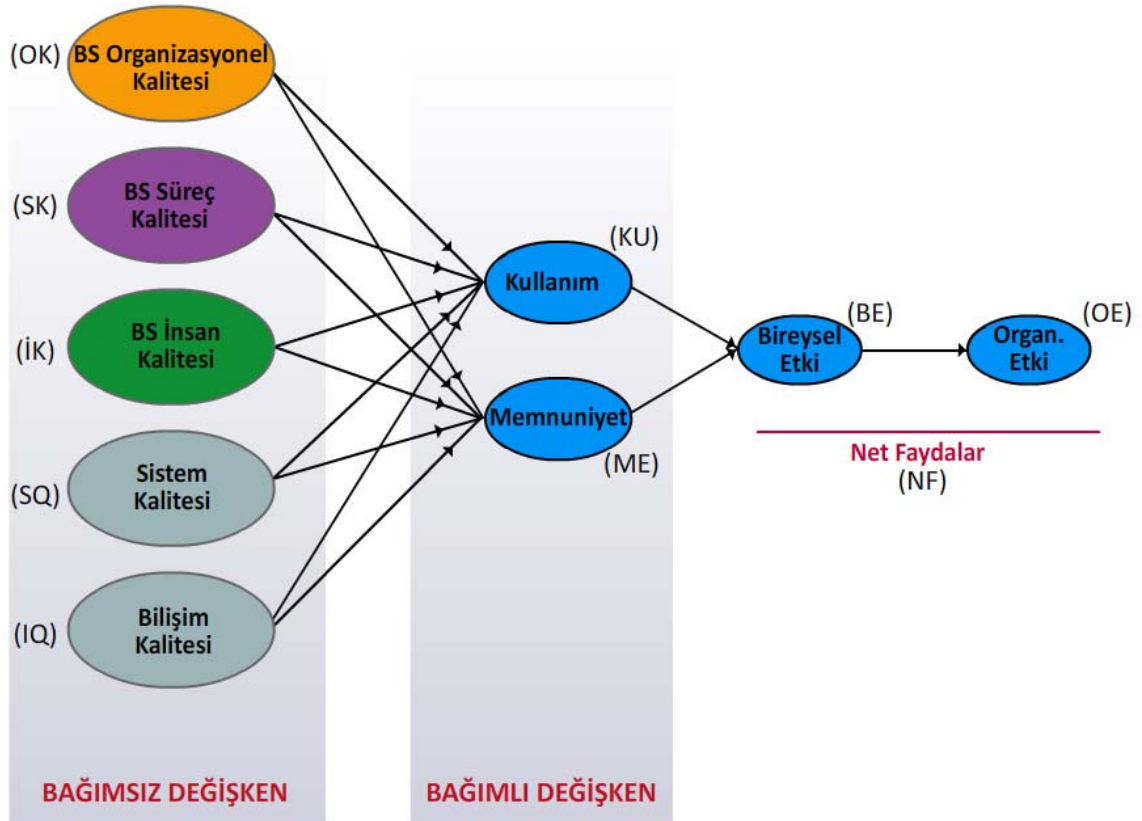 (OK)
BS Organizasyonel
Kalitesi
(SK)
BS Süreç
Kalitesi
(İK)
BS İnsan
Kalitesi
(SQ)
Sistem
Kalitesi
(IQ)
Bilişim
Kalitesi
BAĞIMSIZ DEĞİŞKEN
(KU)
Kullanım
Memnuniyet
(ME)
BAĞIMLI DEĞİŞKEN
(BE)
Bireysel
Etki
(OE)
Organ.
Etki
Net Faydalar
(NF)